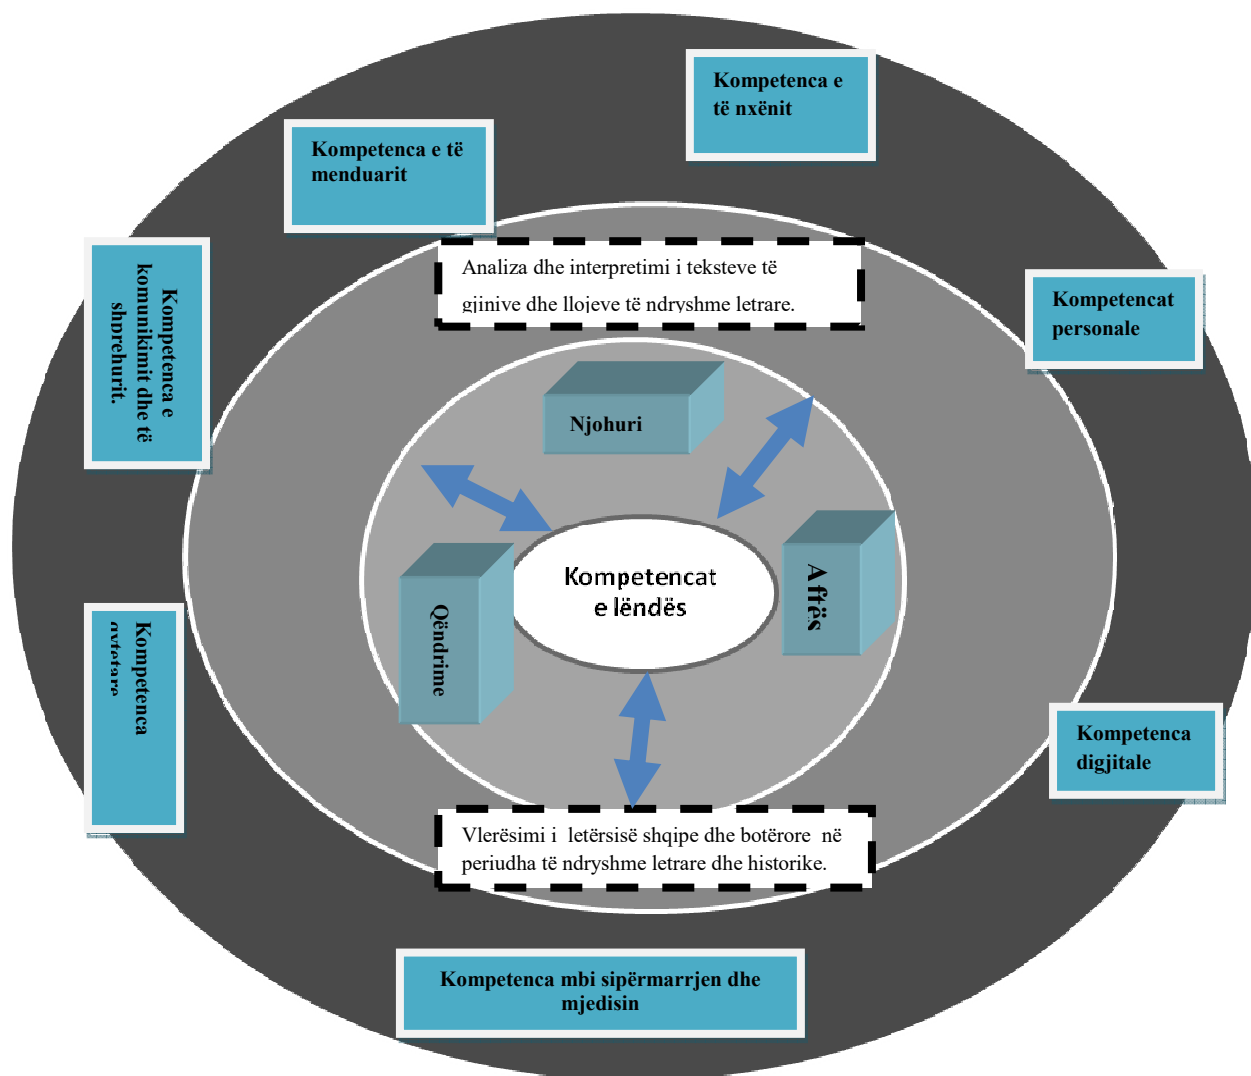 Kompetenca e
të nxënit
Kompetenca e të
menduarit
Kompetenca e
komunikimit dhe të
shprehurit.
Analiza dhe interpretimi i teksteve të
gjinive dhe llojeve të ndryshme letrare.
Kompetencat
personale
Njohuri
Kompetencat
e lëndës
Aftës
Qëndrime
Kompetenca
Kompetenca
digjitale
Vlerësimi i letërsisë shqipe dhe botërore në
periudha të ndryshme letrare dhe historike.
Kompetenca mbi sipërmarrjen dhe
mjedisin